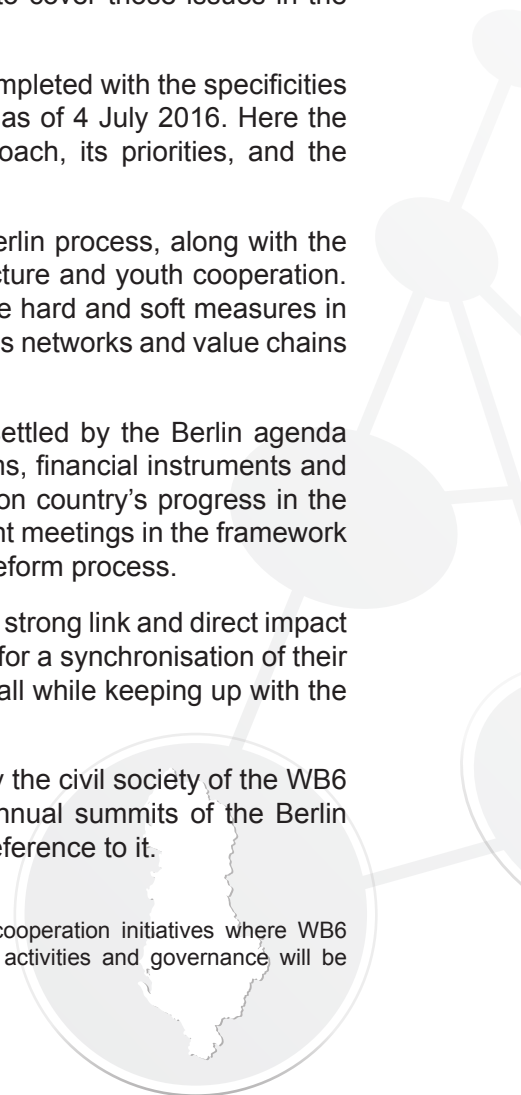 to cover these issues in the
mpleted with the specificities
as of 4 July 2016. Here the
oach, its priorities, and the
erlin process, along with the
cture and youth cooperation.
e hard and soft measures in
s networks and value chains
ettled by the Berlin agenda
ns, financial instruments and
on country’s progress in the
nt meetings in the framework
eform process.
strong link and direct impact
for a synchronisation of their
all while keeping up with the
y the civil society of the WB6
nnual summits of the Berlin
eference to it.
cooperation initiatives where WB6
activities and governance will be